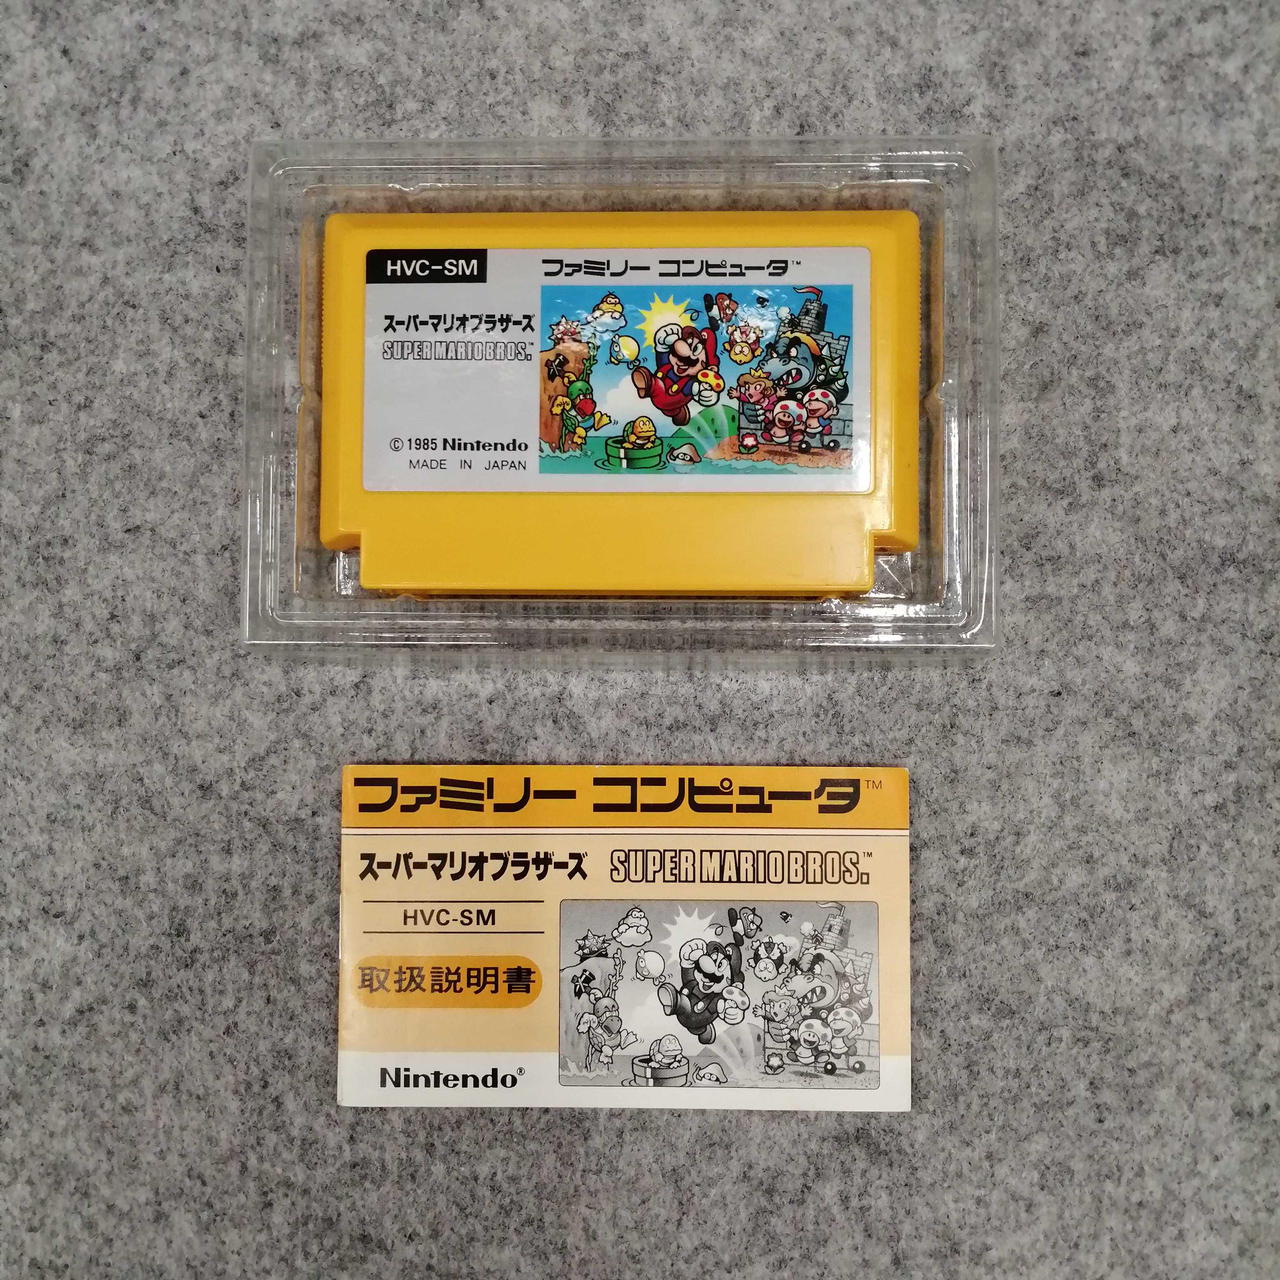 HVC-SM
ファミリー コンピュータ™
スーパーマリオブラザーズ
SUPER MARIO BROS.™
© 1985 Nintendo
MADE IN JAPAN
ファミリー コンピュータ™
スーパーマリオブラザーズ SUPER MARIO BROS.™
HVC-SM
取扱説明書
Nintendo®